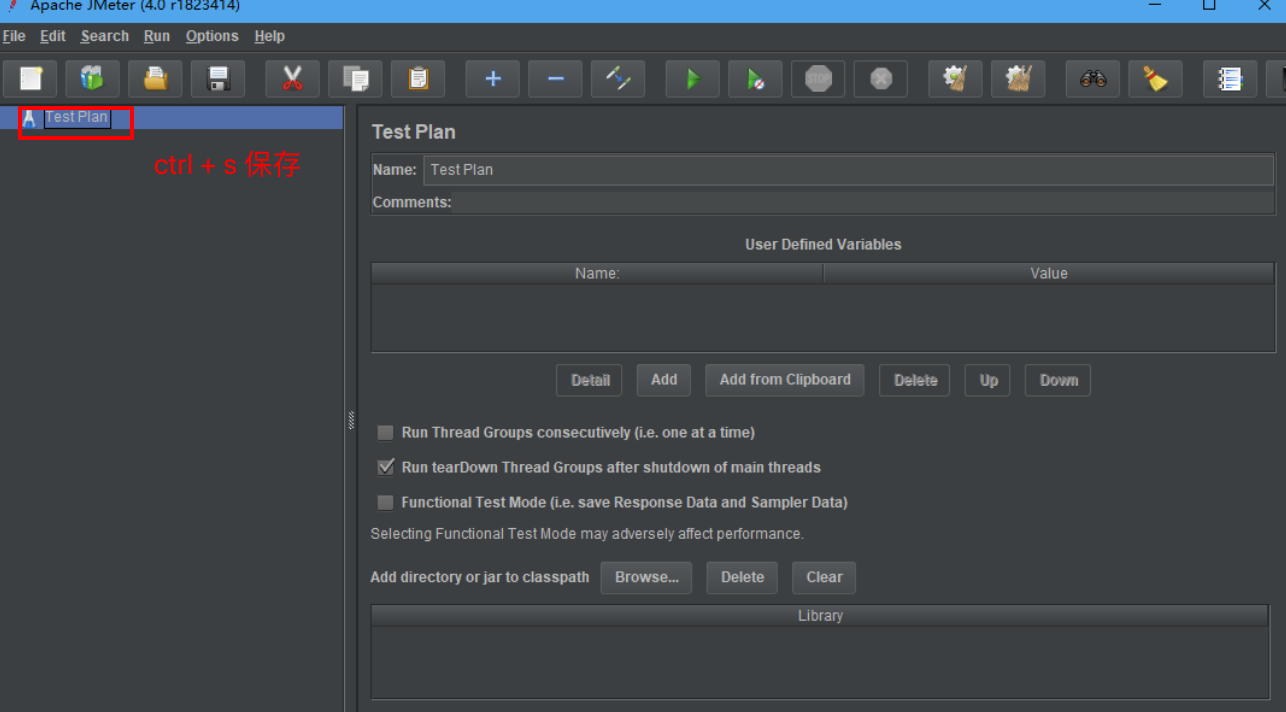 Apache JMeter (4.0 r1823414)
File Edit Search Run Options Help
STOP
Test Plan
ctrl + s 保存
Test Plan
Name: Test Plan
Comments:
User Defined Variables
Name: Value
Detail Add Add from Clipboard Delete Up Down
Run Thread Groups consecutively (i.e. one at a time)
Run tearDown Thread Groups after shutdown of main threads
Functional Test Mode (i.e. save Response Data and Sampler Data)
Selecting Functional Test Mode may adversely affect performance.
Add directory or jar to classpath Browse... Delete Clear
Library